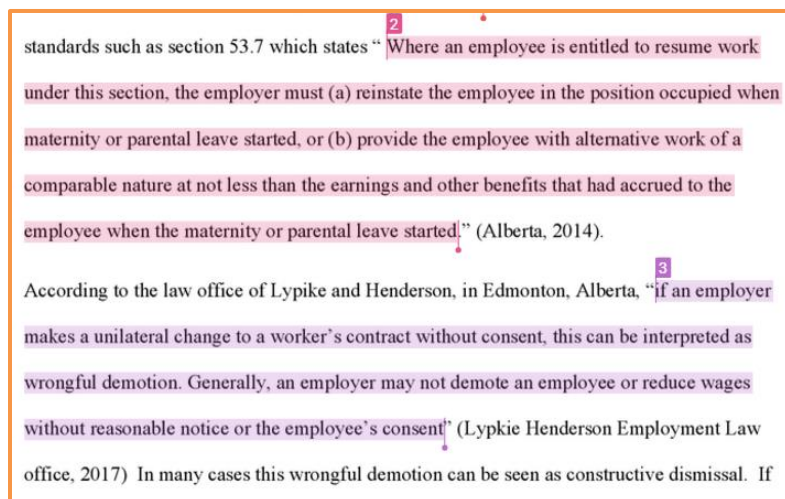 2
standards such as section 53.7 which states “ Where an employee is entitled to resume work
under this section, the employer must (a) reinstate the employee in the position occupied when
maternity or parental leave started, or (b) provide the employee with alternative work of a
comparable nature at not less than the earnings and other benefits that had accrued to the
employee when the maternity or parental leave started.” (Alberta, 2014).
3
According to the law office of Lypike and Henderson, in Edmonton, Alberta, “if an employer
makes a unilateral change to a worker’s contract without consent, this can be interpreted as
wrongful demotion. Generally, an employer may not demote an employee or reduce wages
without reasonable notice or the employee’s consent” (Lypkie Henderson Employment Law
office, 2017)  In many cases this wrongful demotion can be seen as constructive dismissal.  If